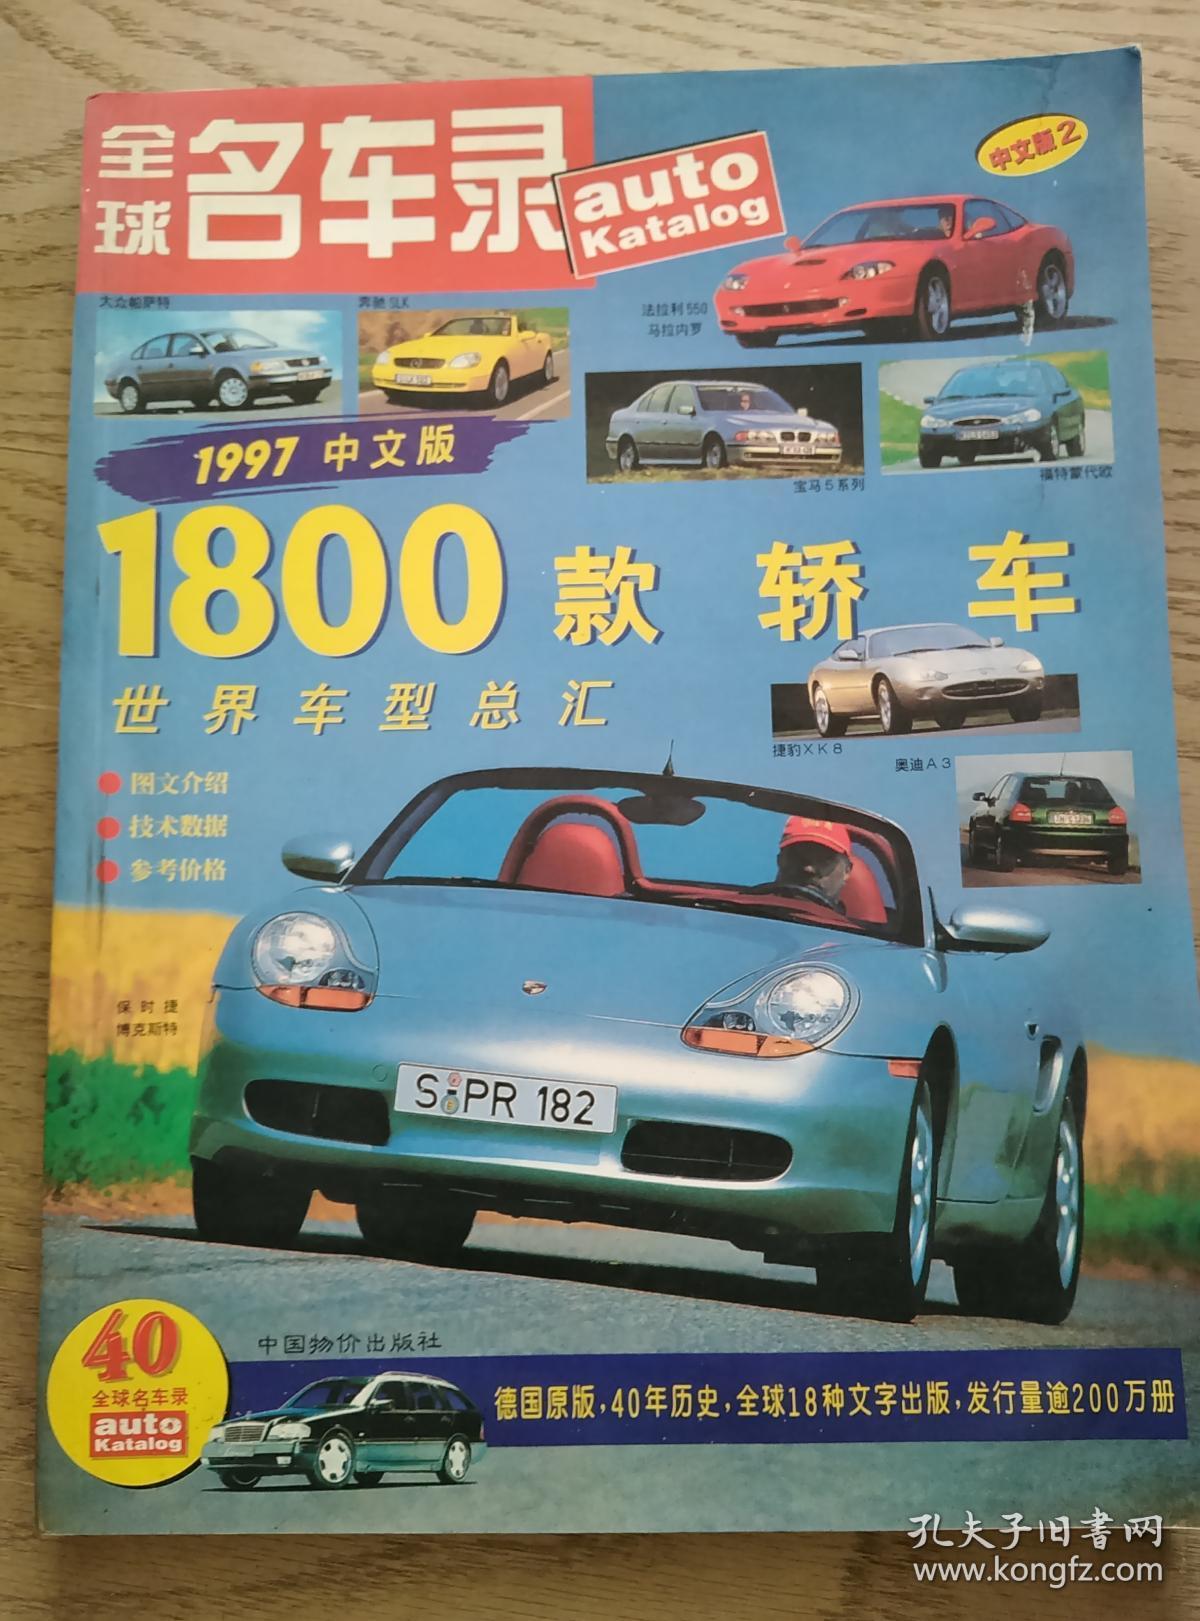 全球
名车录
auto
Katalog
中文版2
大众帕萨特
奔驰 SLK
法拉利550
马拉内罗
1997 中文版
宝马5系列
福特蒙代欧
1800 款轿车
世界车型总汇
捷豹XK8
奥迪A3
图文介绍
技术数据
参考价格
保时捷
博克斯特
S PR 182
中国物价出版社
40
全球名车录
auto
Katalog
德国原版,40年历史,全球18种文字出版,发行量逾200万册
孔夫子旧書网
www.kongfz.com